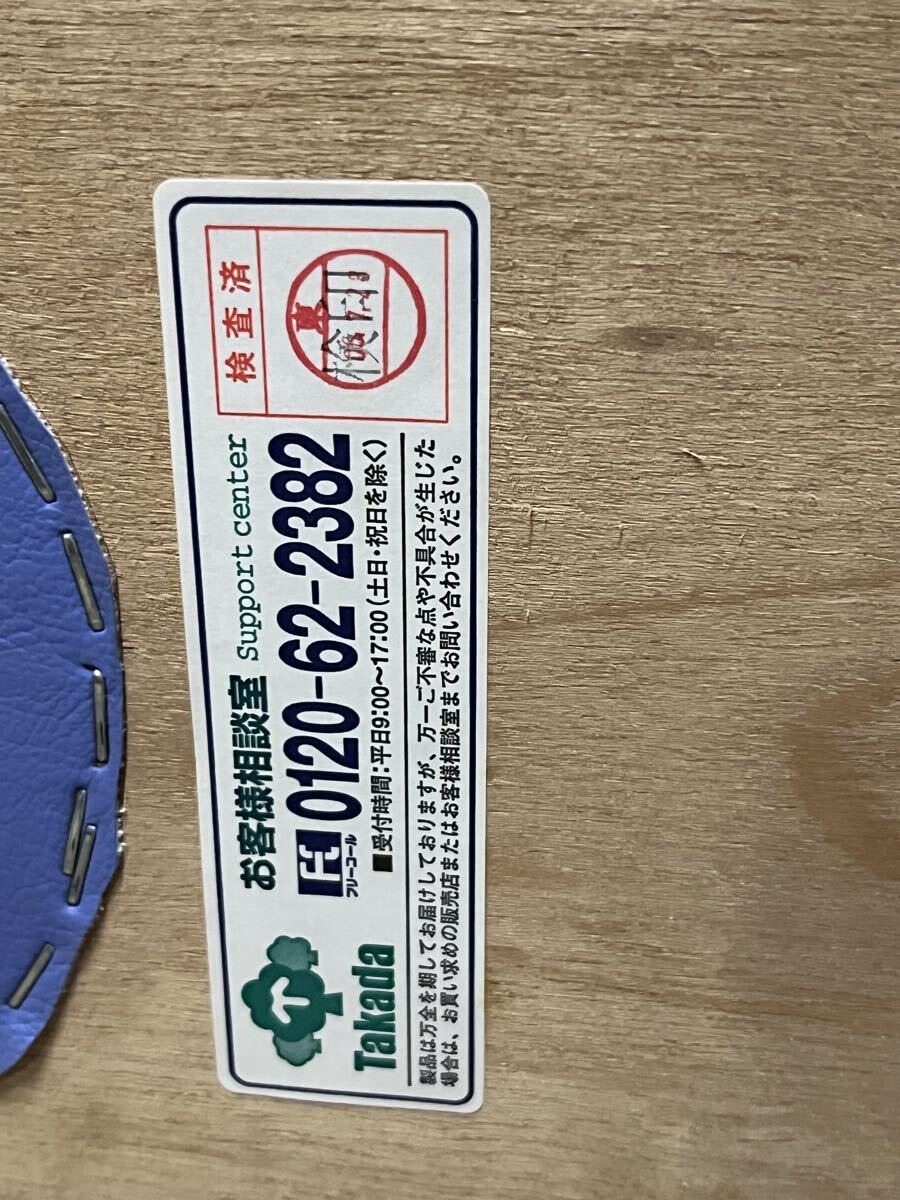 Takada
お客様相談室 Support center
フリーコール 0120-62-2382
■受付時間:平日9:00～17:00(土日・祝日を除く)
製品は万全を期してお届けしておりますが、万一ご不審な点や不具合が生じた
場合は、お買い求めの販売店またはお客様相談室までお問い合わせください。
検査済
検印